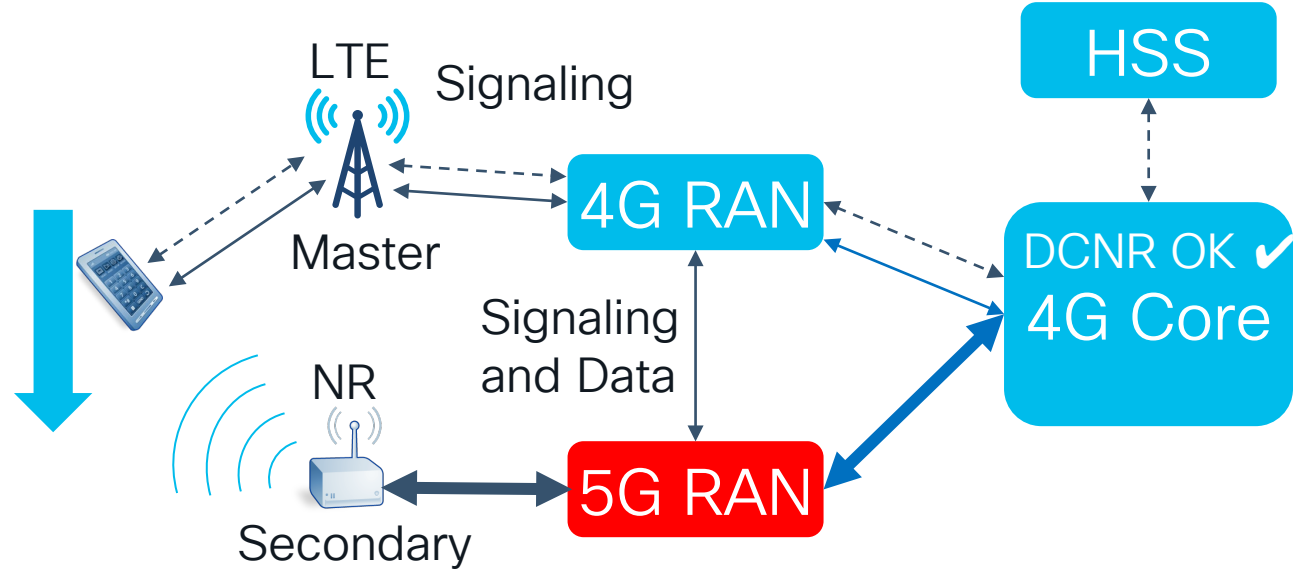 LTE
Signaling
HSS
4G RAN
Master
DCNR OK ✓
4G Core
Signaling
and Data
NR
5G RAN
Secondary